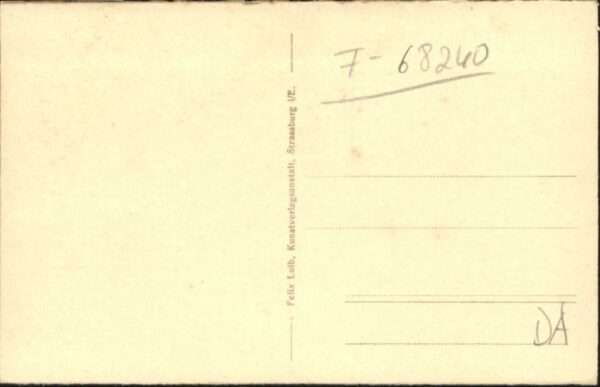 F- 68240
Felix Luib, Kunstverlagsanstalt, Strassburg i/E.
DA